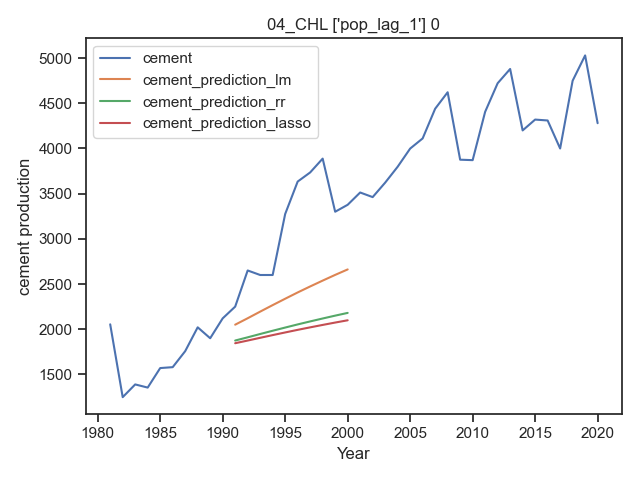 04_CHL ['pop_lag_1'] 0
cement
cement_prediction_lm
cement_prediction_rr
cement_prediction_lasso
cement production
5000
4500
4000
3500
3000
2500
2000
1500
1980 1985 1990 1995 2000 2005 2010 2015 2020
Year